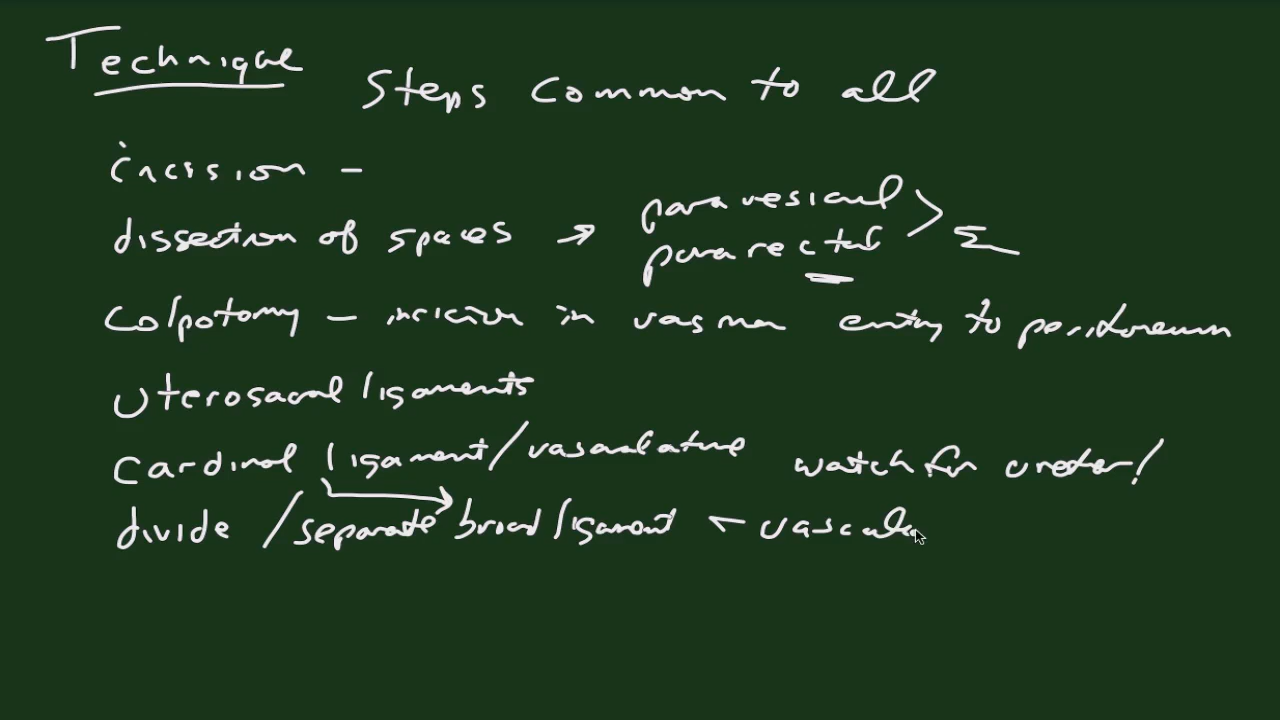 Technique
Steps common to all
incision -
dissection of spaces → paravesical
pararectal
Colpotomy - incision in vagina entry to peritoneum
Uterosacral ligaments
Cardinal ligament/vasculature watch for ureter!
divide /separate broad ligament ← vascula